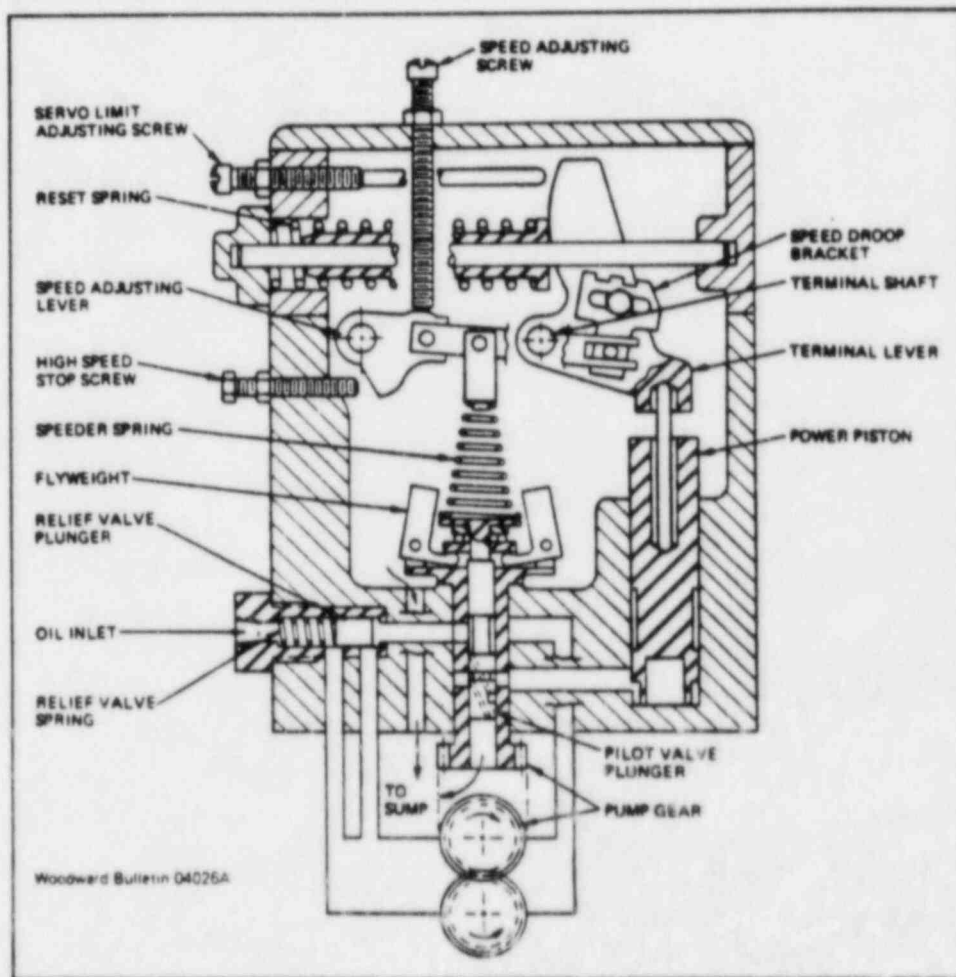 SPEED ADJUSTING
SCREW
SERVO LIMIT
ADJUSTING SCREW
RESET SPRING
SPEED ADJUSTING
LEVER
HIGH SPEED
STOP SCREW
SPEEDER SPRING
FLYWEIGHT
RELIEF VALVE
PLUNGER
OIL INLET
RELIEF VALVE
SPRING
SPEED DROOP
BRACKET
TERMINAL SHAFT
TERMINAL LEVER
POWER PISTON
PILOT VALVE
PLUNGER
TO
SUMP
PUMP GEAR
Woodward Bulletin 04026A